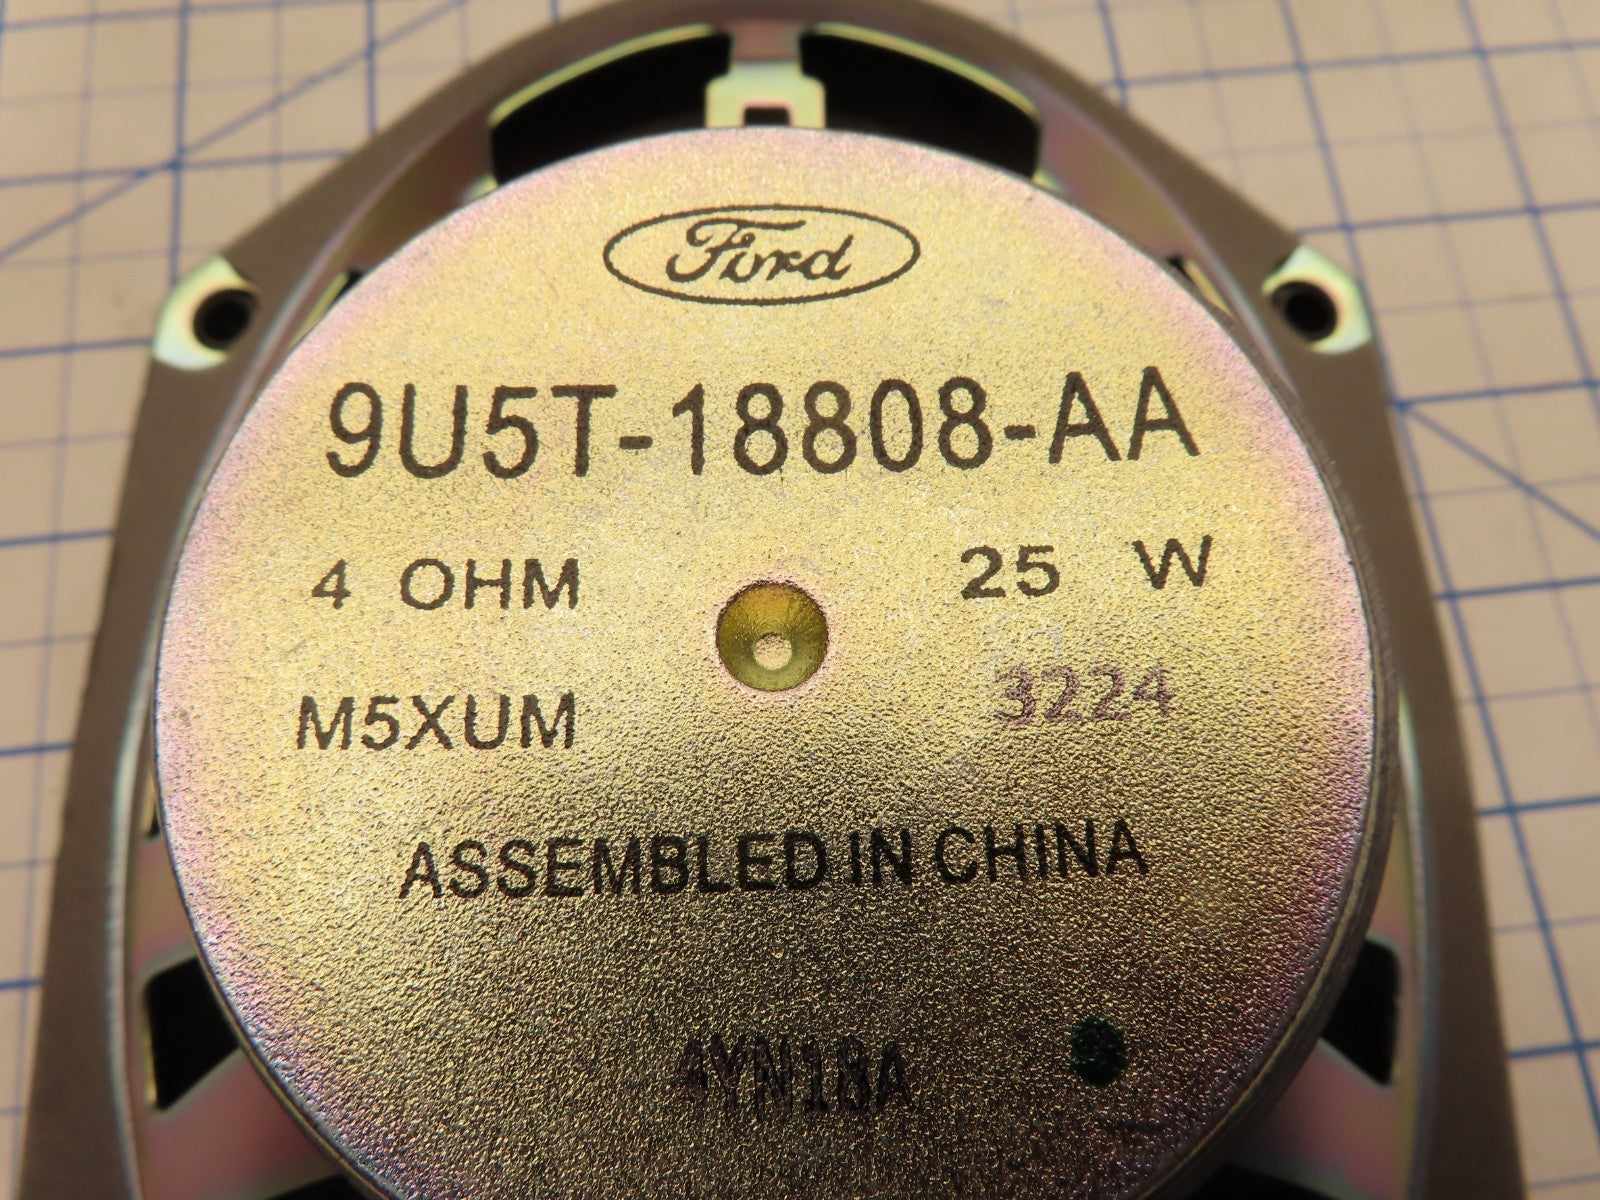 Ford
9U5T-18808-AA
4 OHM 25 W
M5XUM 3224
ASSEMBLED IN CHINA